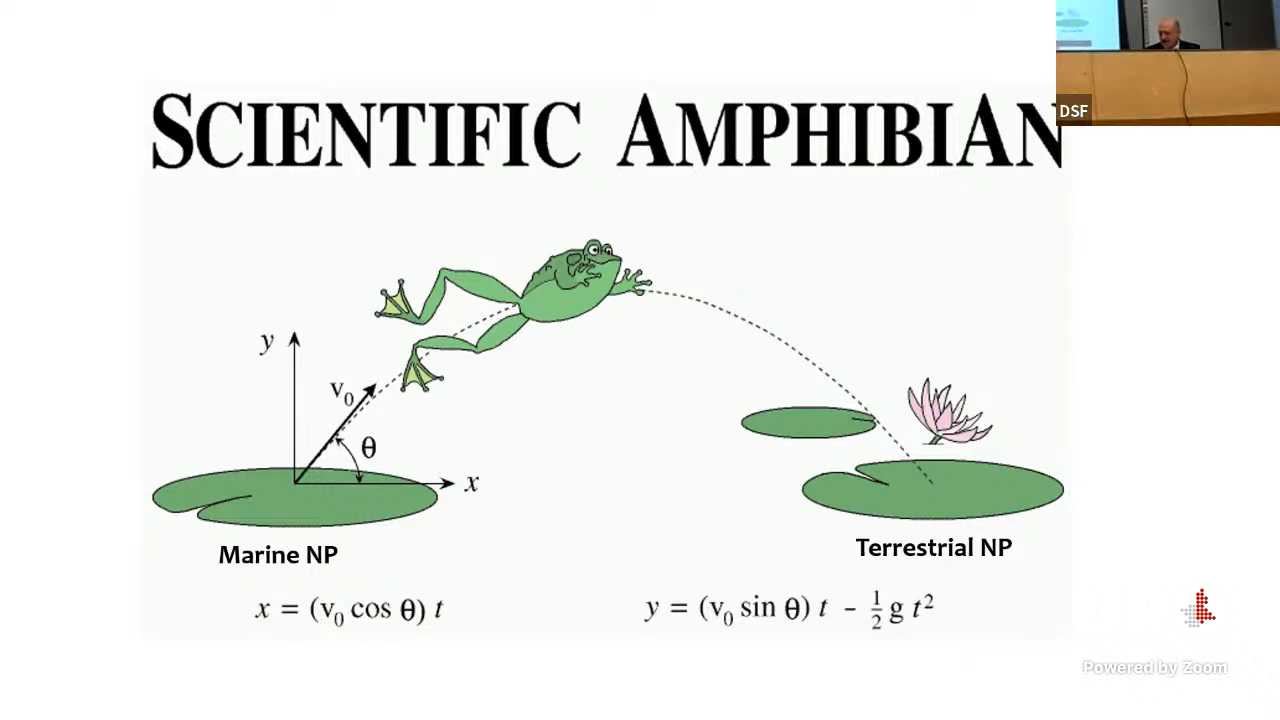 SCIENTIFIC AMPHIBIAN
DSF
y
v₀
θ
x
Marine NP
Terrestrial NP
x = (v₀ cos θ) t
y = (v₀ sin θ) t - ½ g t²
Powered by Zoom